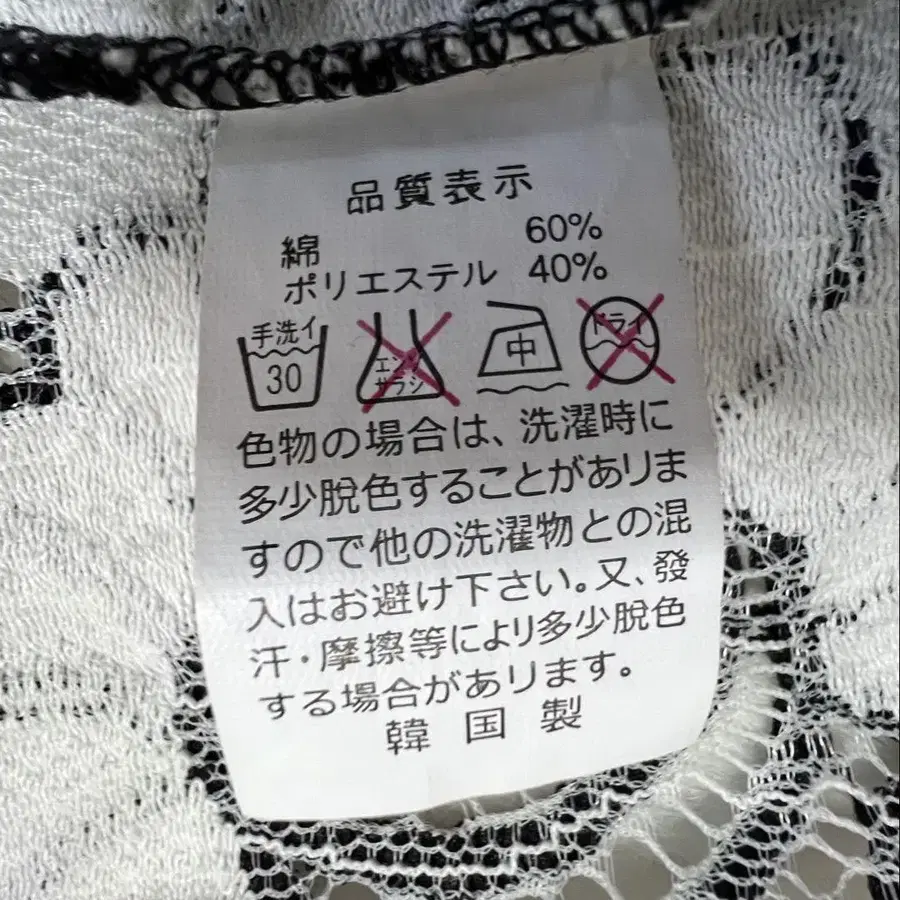 品質表示
綿 60%
ポリエステル 40%
手洗イ
30
エンソ
サラシ
中
ドライ
色物の場合は、洗濯時に
多少脱色することがありま
すので他の洗濯物との混
入はお避け下さい。又、發
汗・摩擦等により多少脱色
する場合があります。
韓国製